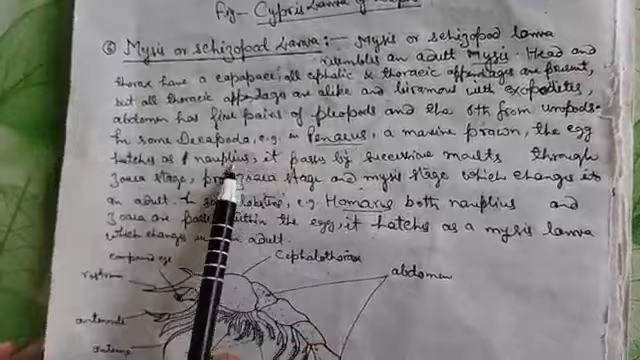 Fig- Cypris Larva of
⑥ Mysis or schizopod Larva:- Mysis or schizopod larva
resembles an adult Mysis. Head and
thorax have a carapace, all cephalic & thoracic appendages are present,
but all thoracic appendages are alike and biramous with exopodites,
abdomen has five pairs of pleopods and the 6th from uropods.
In some Decapoda, e.g. in Penaeus, a marine prawn, the egg
hatches as nauplius, it passes by successive moults through
zoaea stage, stage and mysis stage which changes its
an adult. In lobster, e.g. Homarus both nauplius and
zoaea are within the egg, it hatches as a mysis larva
which changes in adult.
compound eye
Cephalothorax
abdomen
rostrum
antennule
antenna